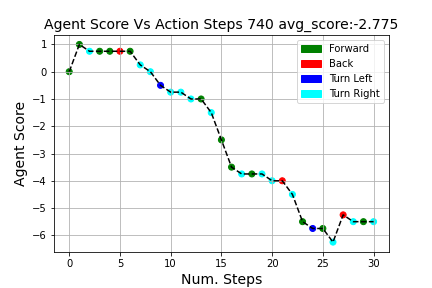 Agent Score Vs Action Steps 740 avg_score:-2.775
Agent Score
1
0
−1
−2
−3
−4
−5
−6
Forward
Back
Turn Left
Turn Right
0 5 10 15 20 25 30
Num. Steps